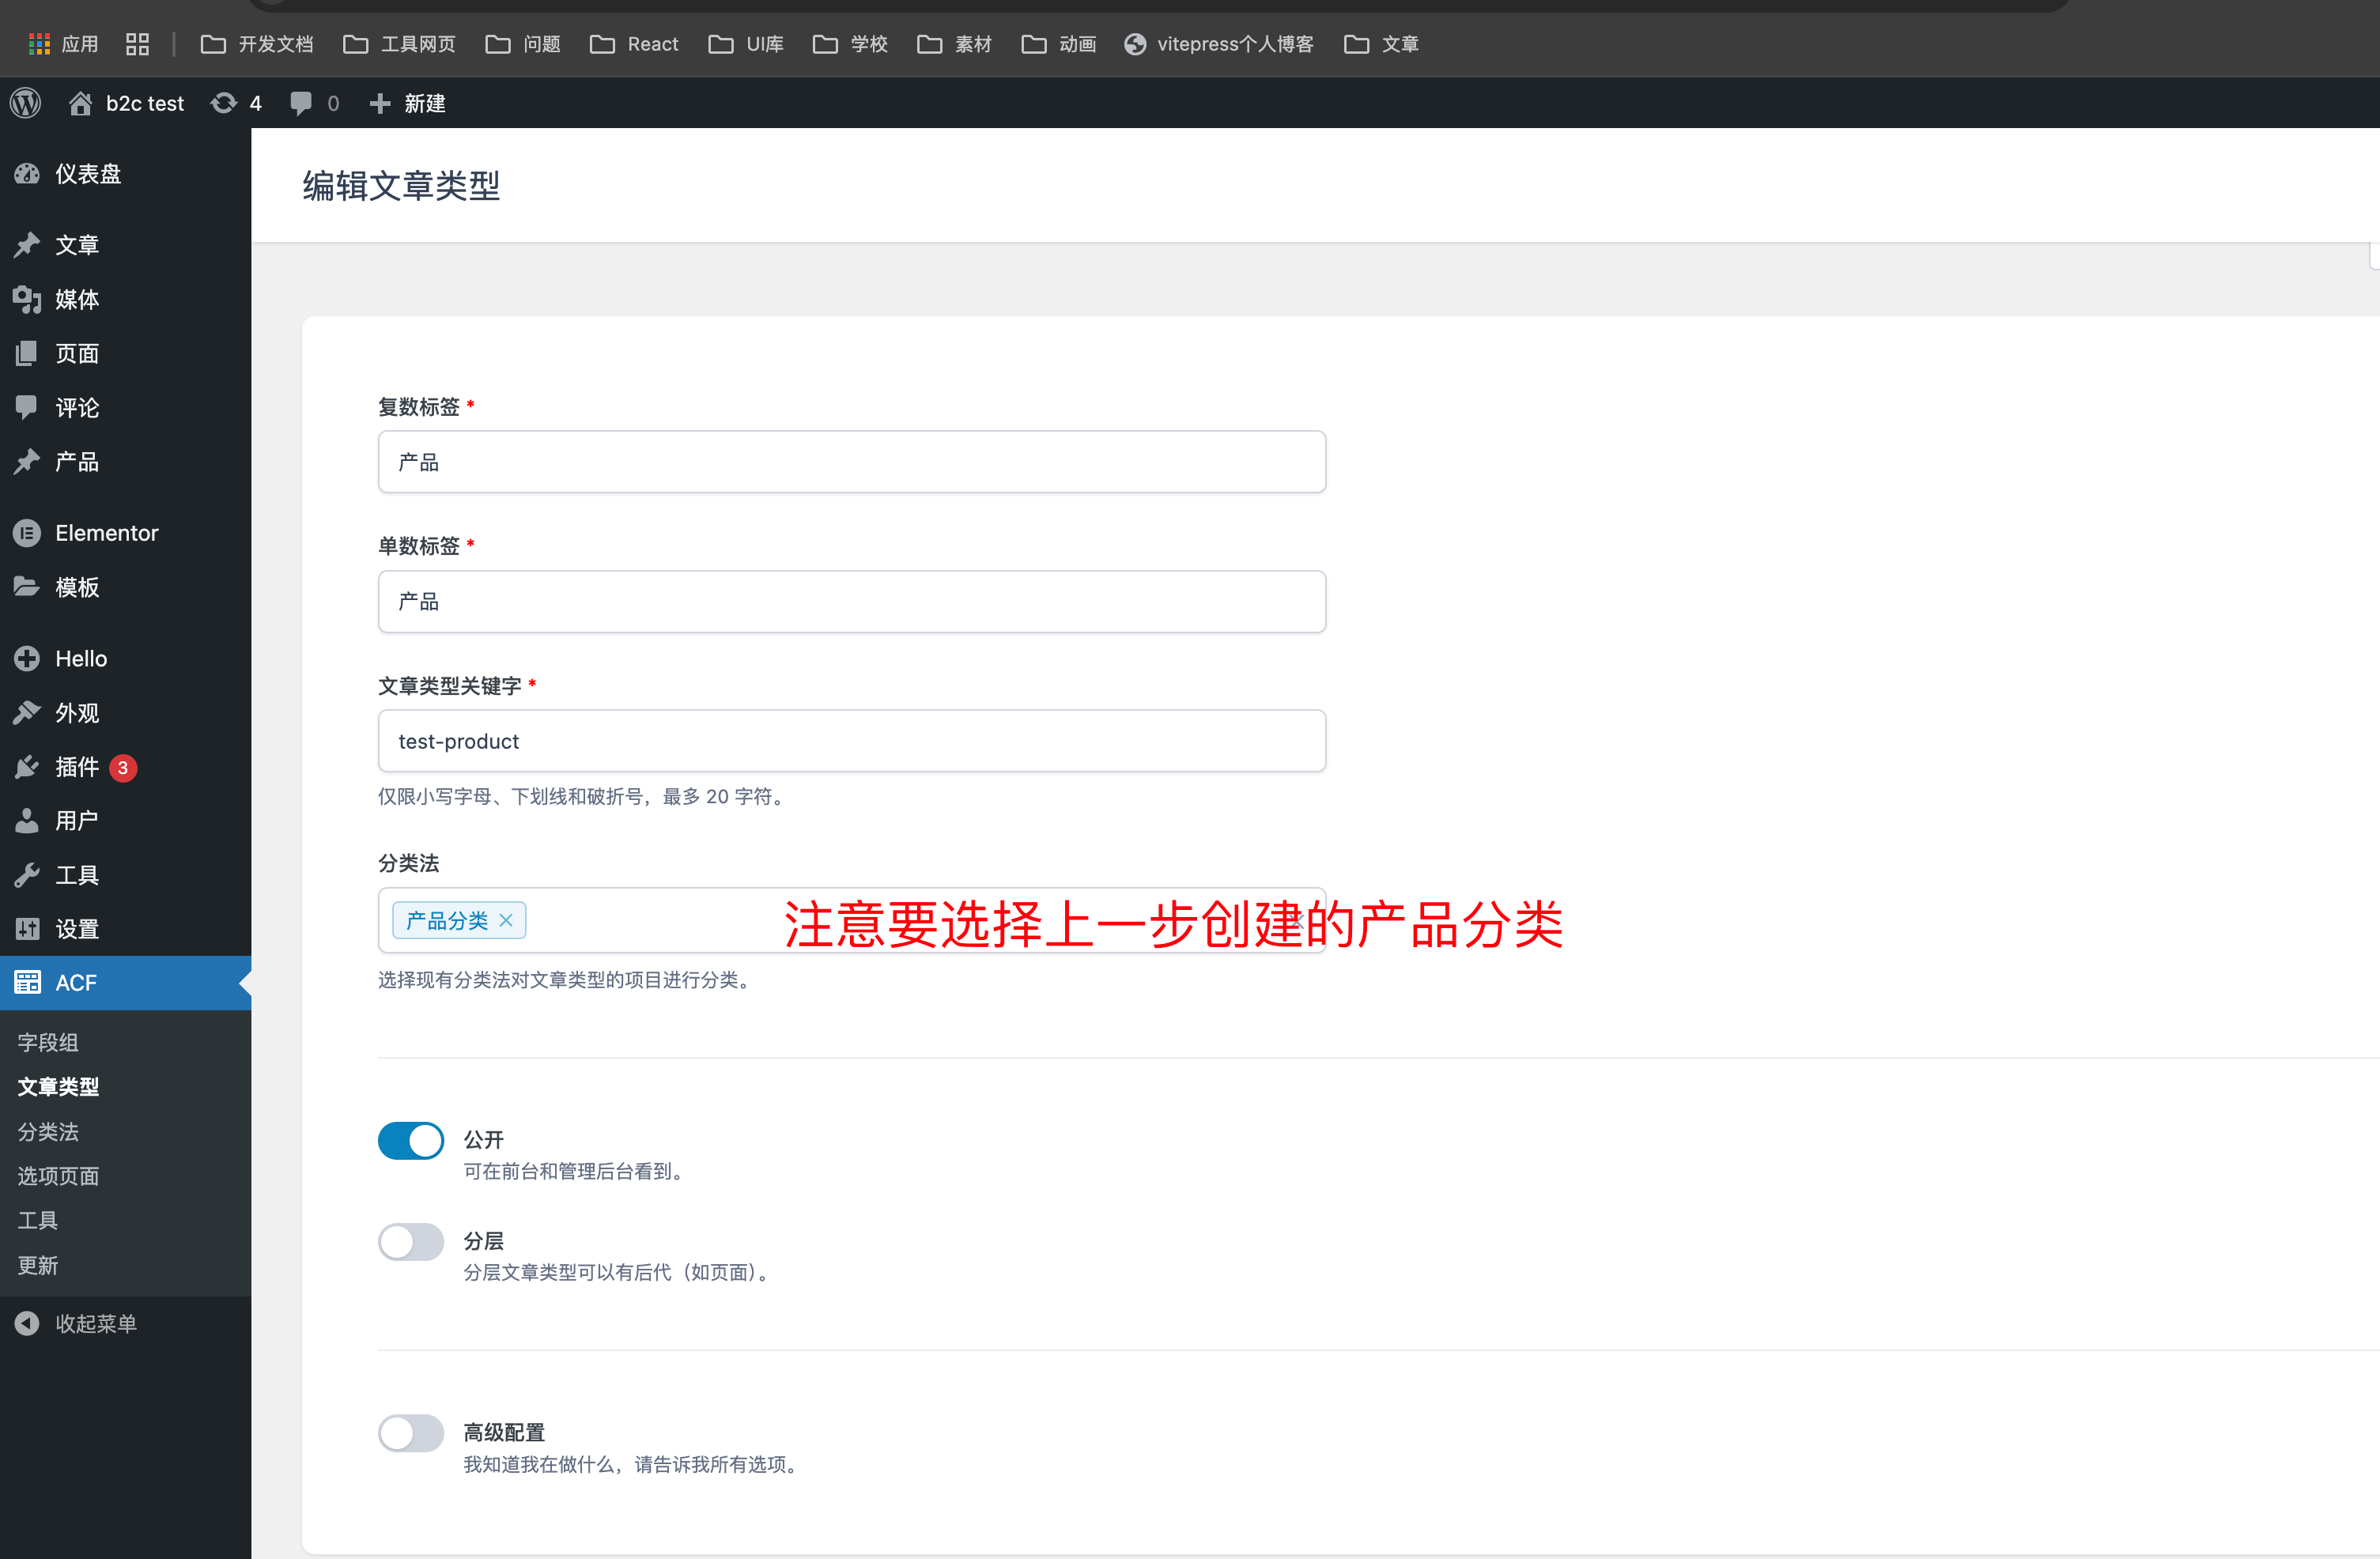 应用
开发文档
工具网页
问题
React
UI库
学校
素材
动画
vitepress个人博客
文章
b2c test
4
0
新建
仪表盘
文章
媒体
页面
评论
产品
Elementor
模板
Hello
外观
插件 3
用户
工具
设置
ACF
字段组
文章类型
分类法
选项页面
工具
更新
收起菜单
编辑文章类型
复数标签 *
产品
单数标签 *
产品
文章类型关键字 *
test-product
仅限小写字母、下划线和破折号，最多 20 字符。
分类法
产品分类 ×
注意要选择上一步创建的产品分类
选择现有分类法对文章类型的项目进行分类。
公开
可在前台和管理后台看到。
分层
分层文章类型可以有后代（如页面）。
高级配置
我知道我在做什么，请告诉我所有选项。